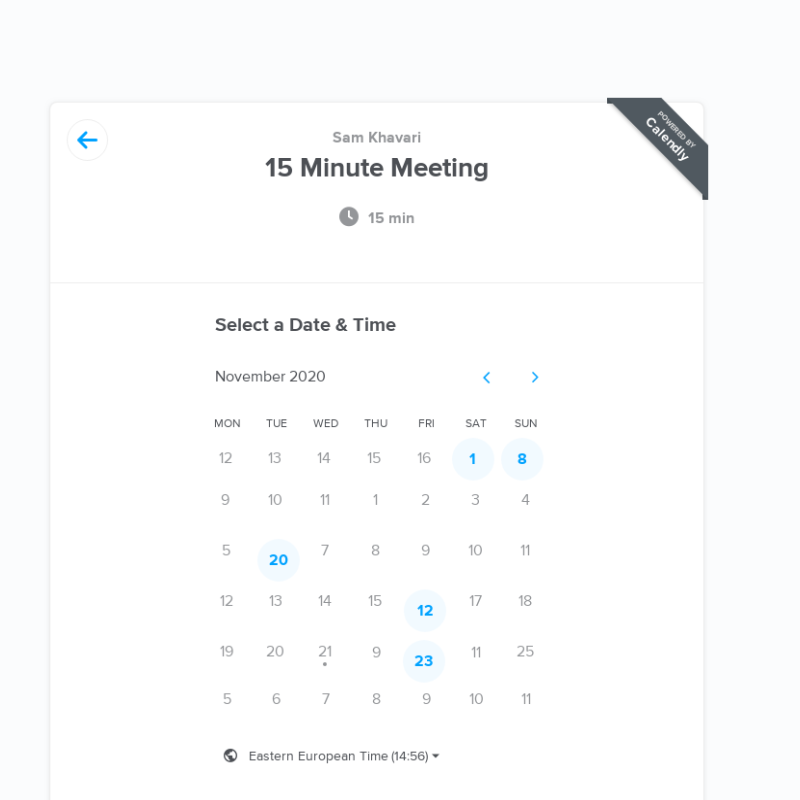 POWERED BY
Calendly
Sam Khavari
15 Minute Meeting
15 min
Select a Date & Time
November 2020
MON TUE WED THU FRI SAT SUN
12 13 14 15 16 1 8
9 10 11 1 2 3 4
5 20 7 8 9 10 11
12 13 14 15 12 17 18
19 20 21 9 23 11 25
5 6 7 8 9 10 11
Eastern European Time (14:56)